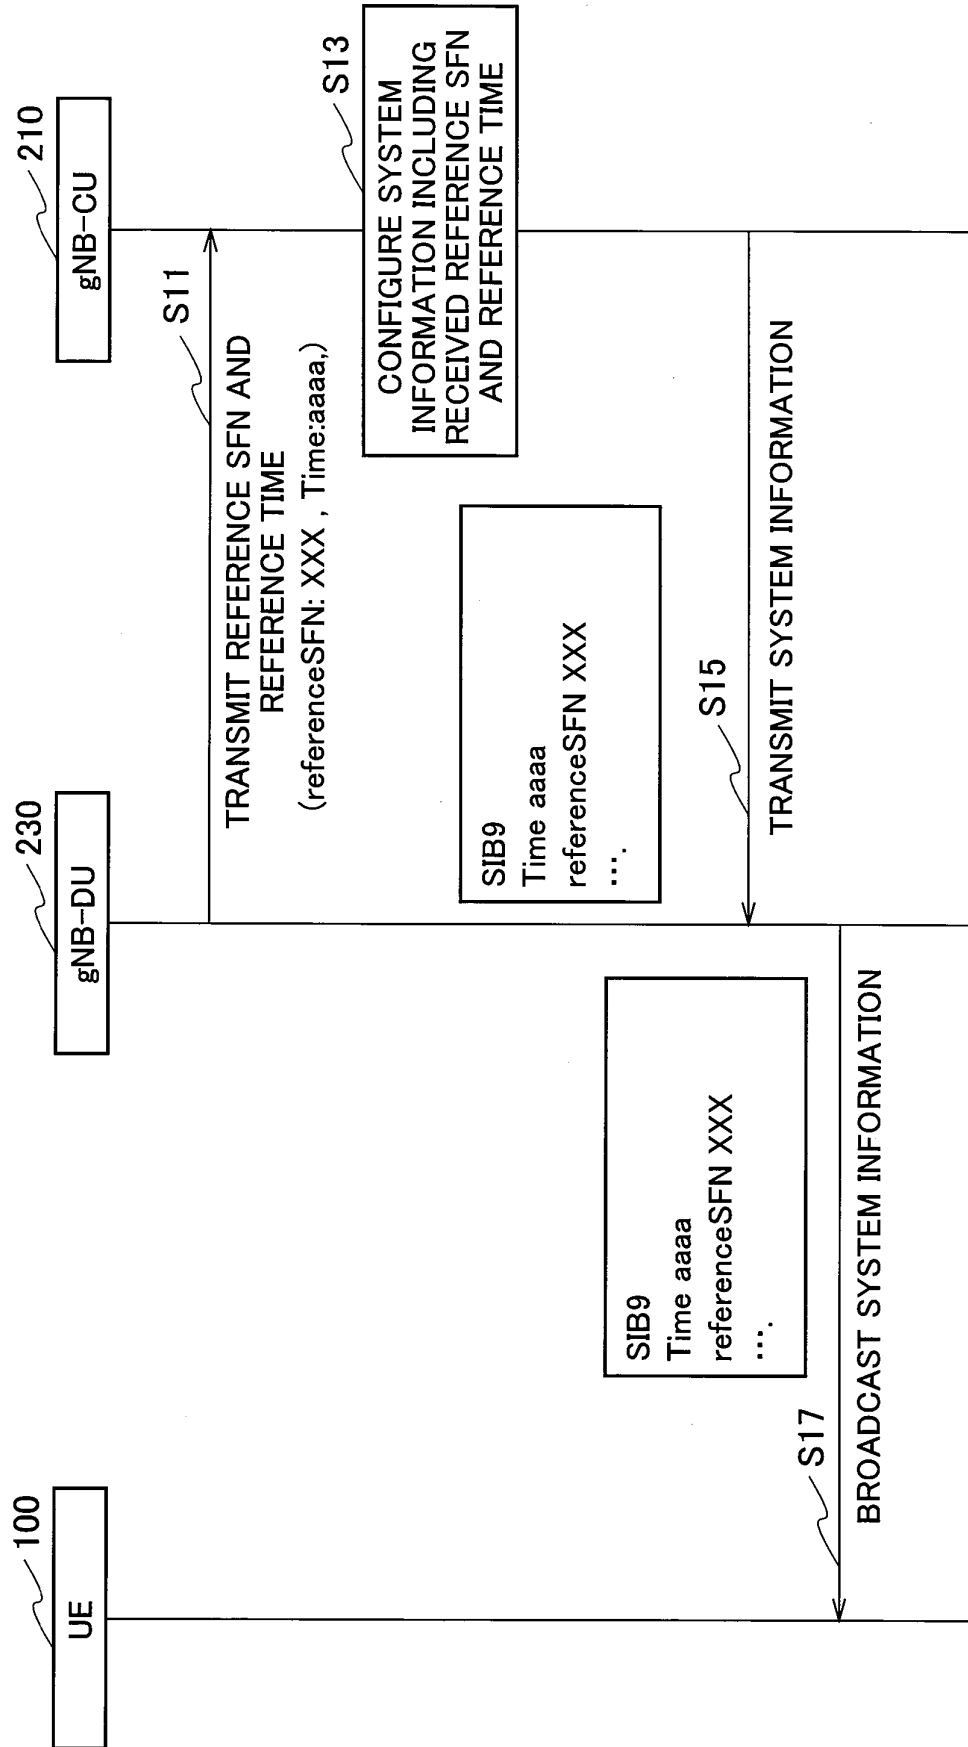 100
UE
230
gNB-DU
210
gNB-CU
S11
TRANSMIT REFERENCE SFN AND
REFERENCE TIME
(referenceSFN: XXX , Time:aaaa,)
S13
CONFIGURE SYSTEM
INFORMATION INCLUDING
RECEIVED REFERENCE SFN
AND REFERENCE TIME
SIB9
Time aaaa
referenceSFN XXX
….
S15
TRANSMIT SYSTEM INFORMATION
SIB9
Time aaaa
referenceSFN XXX
….
S17
BROADCAST SYSTEM INFORMATION